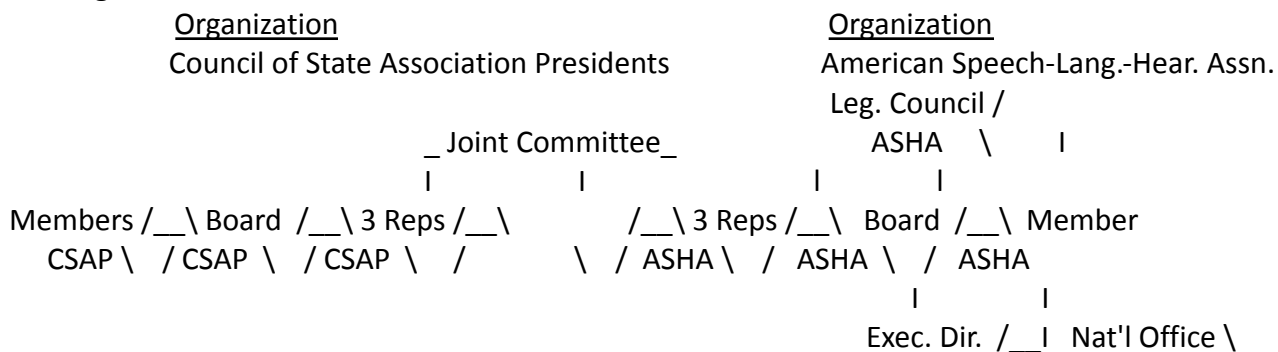 Organization Organization
Council of State Association Presidents American Speech-Lang.-Hear. Assn.
Leg. Council /
_ Joint Committee_ ASHA \ I
I I I I
Members /__\ Board /__\ 3 Reps /__\ /__\ 3 Reps /__\ Board /__\ Member
CSAP \ / CSAP \ / CSAP \ / \ / ASHA \ / ASHA \ / ASHA
I I
Exec. Dir. /__I Nat'l Office \